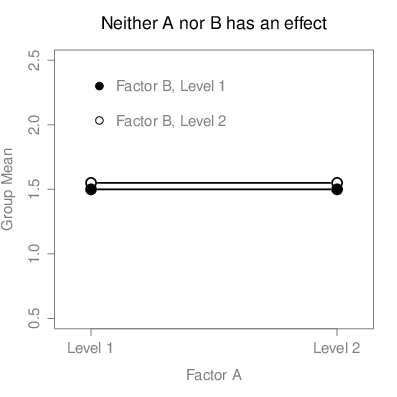 Neither A nor B has an effect
Factor B, Level 1
Factor B, Level 2
Group Mean
2.5
2.0
1.5
1.0
0.5
Level 1
Level 2
Factor A